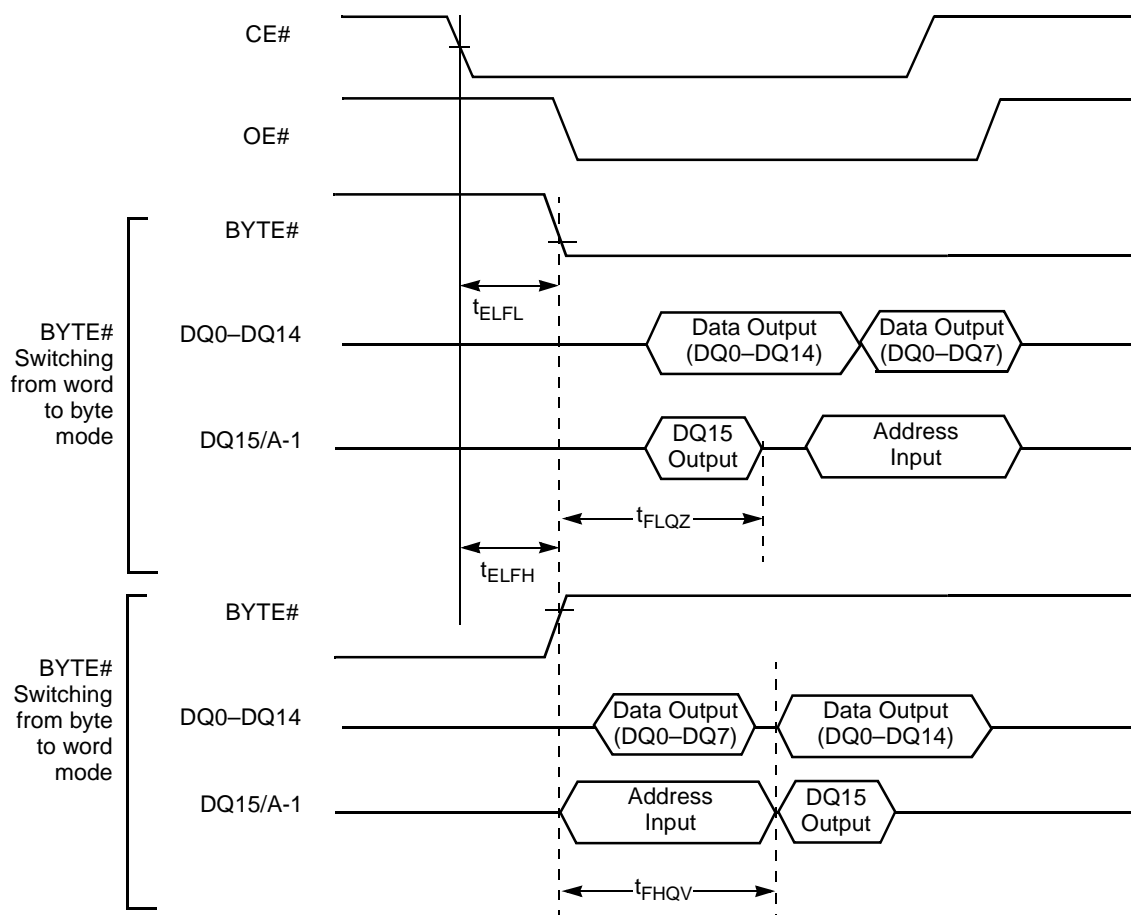 CE#
OE#
BYTE#
tELFL
BYTE#
Switching
from word
to byte
mode
DQ0–DQ14
Data Output
(DQ0–DQ14)
Data Output
(DQ0–DQ7)
DQ15/A-1
DQ15
Output
Address
Input
tFLQZ
tELFH
BYTE#
BYTE#
Switching
from byte
to word
mode
DQ0–DQ14
Data Output
(DQ0–DQ7)
Data Output
(DQ0–DQ14)
DQ15/A-1
Address
Input
DQ15
Output
tFHQV